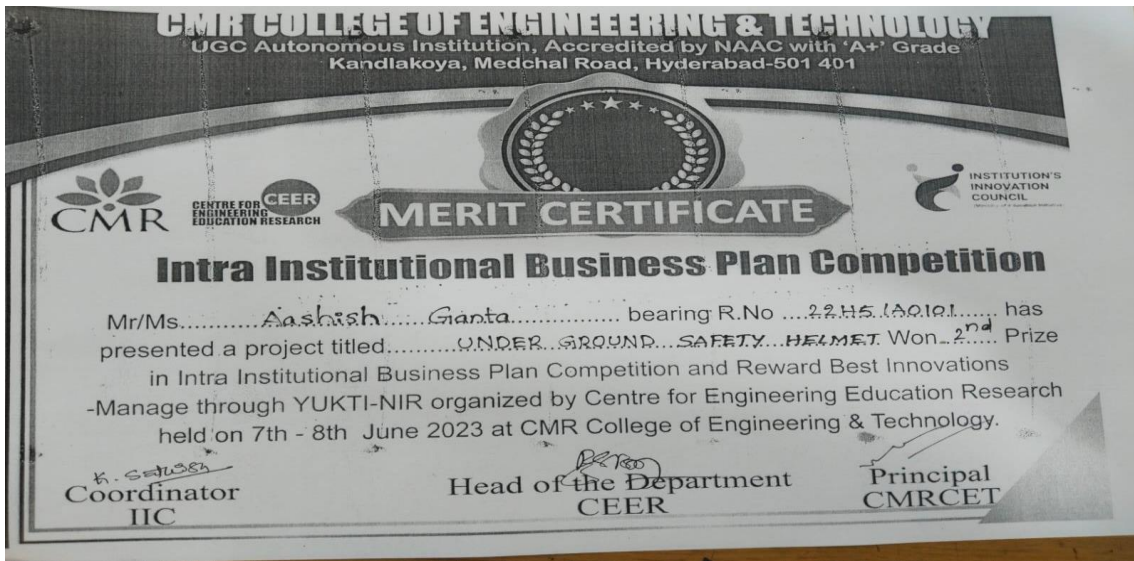 CMR COLLEGE OF ENGINEEERING & TECHNOLOGY
UGC Autonomous Institution, Accredited by NAAC with 'A+' Grade
Kandlakoya, Medchal Road, Hyderabad-501 401
CMR
CENTRE FOR
ENGINEERING
EDUCATION RESEARCH
CEER
MERIT CERTIFICATE
INSTITUTION'S
INNOVATION
COUNCIL
Intra Institutional Business Plan Competition
Mr/Ms...........Aashish.....Ganta................. bearing R.No ...22H51A0101...... has
presented a project titled..........UNDER GROUND SAFETY HELMET Won..2nd.... Prize
in Intra Institutional Business Plan Competition and Reward Best Innovations
-Manage through YUKTI-NIR organized by Centre for Engineering Education Research
held on 7th - 8th June 2023 at CMR College of Engineering & Technology.
Coordinator
IIC
Head of the Department
CEER
Principal
CMRCET